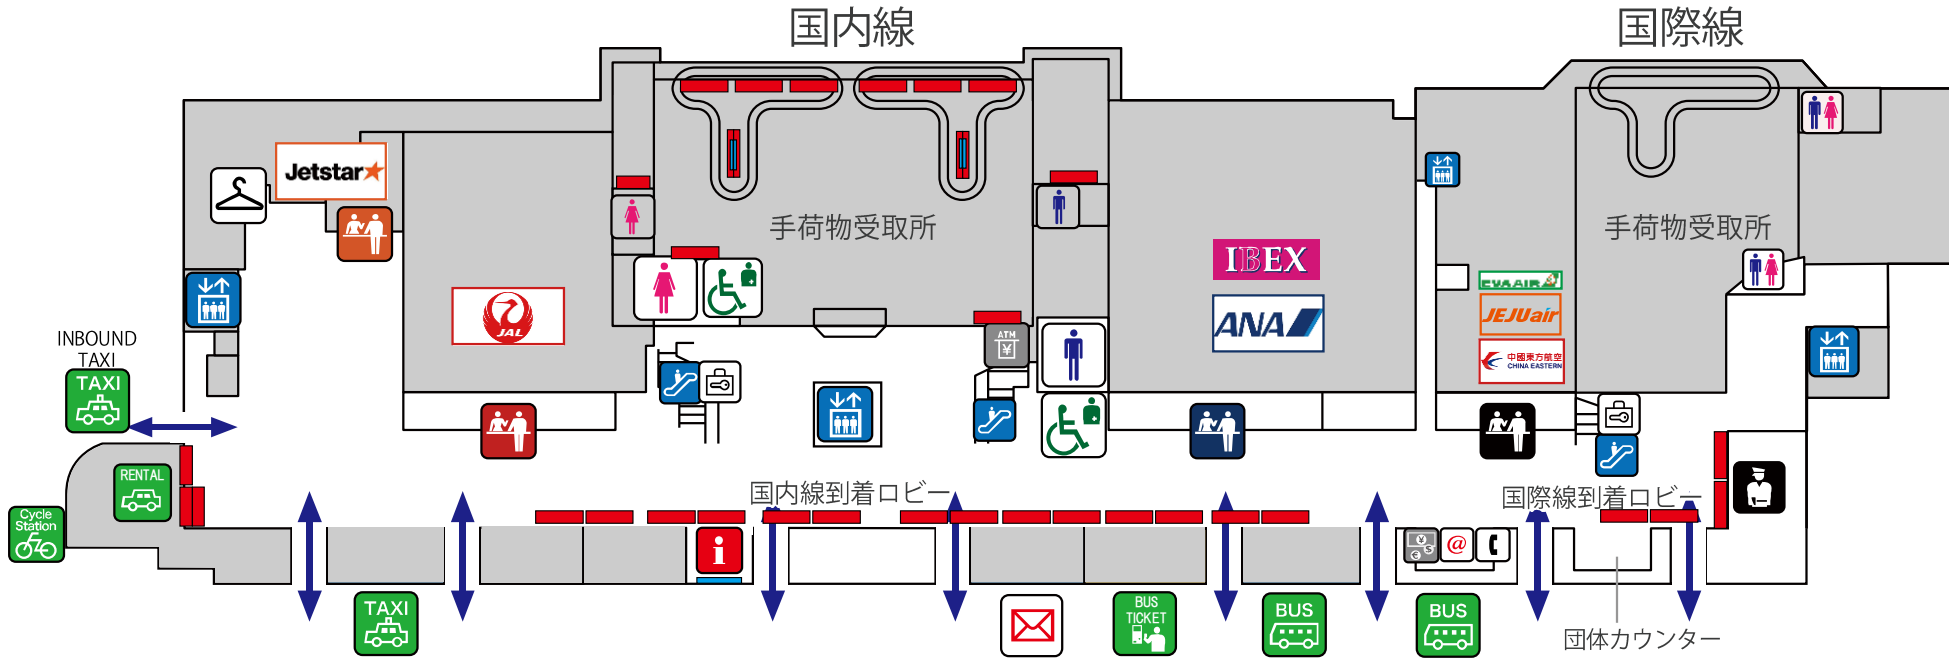 国内線
国際線
Jetstar
手荷物受取所
手荷物受取所
IBEX
EVA AIR
JAL
ANA
JEJUair
中國東方航空
CHINA EASTERN
INBOUND
TAXI
TAXI
ATM
¥
RENTAL
国内線到着ロビー
国際線到着ロビー
Cycle
Station
i
¥
$
€
@
TAXI
BUS
TICKET
BUS
BUS
団体カウンター